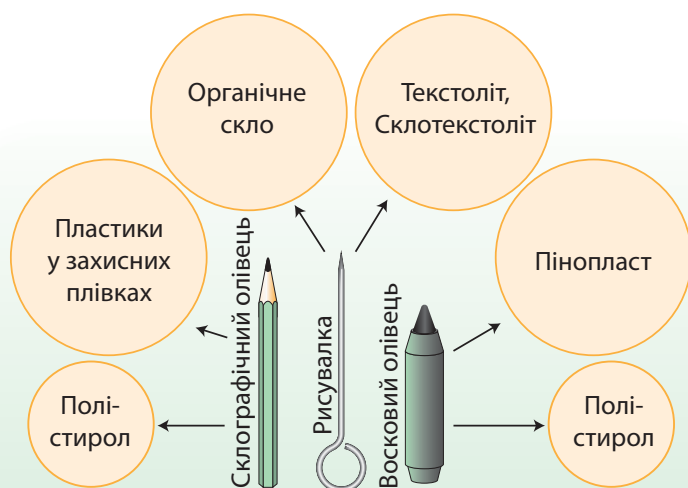 Органічне
скло
Текстоліт,
Склотекстоліт
Пластики
у захисних
плівках
Пінопласт
Полі-
стирол
Склографічний олівець
Рисувалка
Восковий олівець
Полі-
стирол